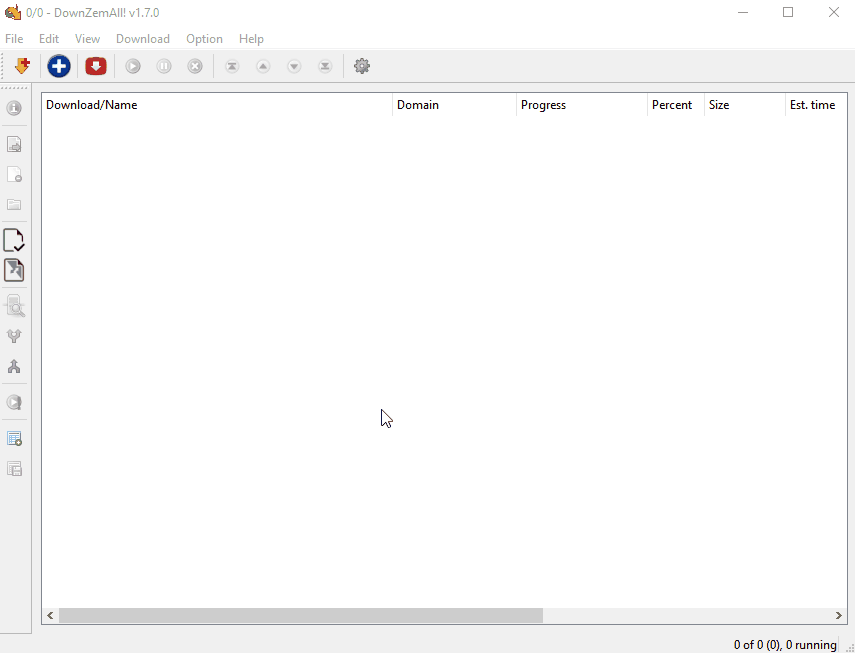 0/0 - DownZemAll! v1.7.0
File Edit View Download Option Help
Download/Name Domain Progress Percent Size Est. time
0 of 0 (0), 0 running